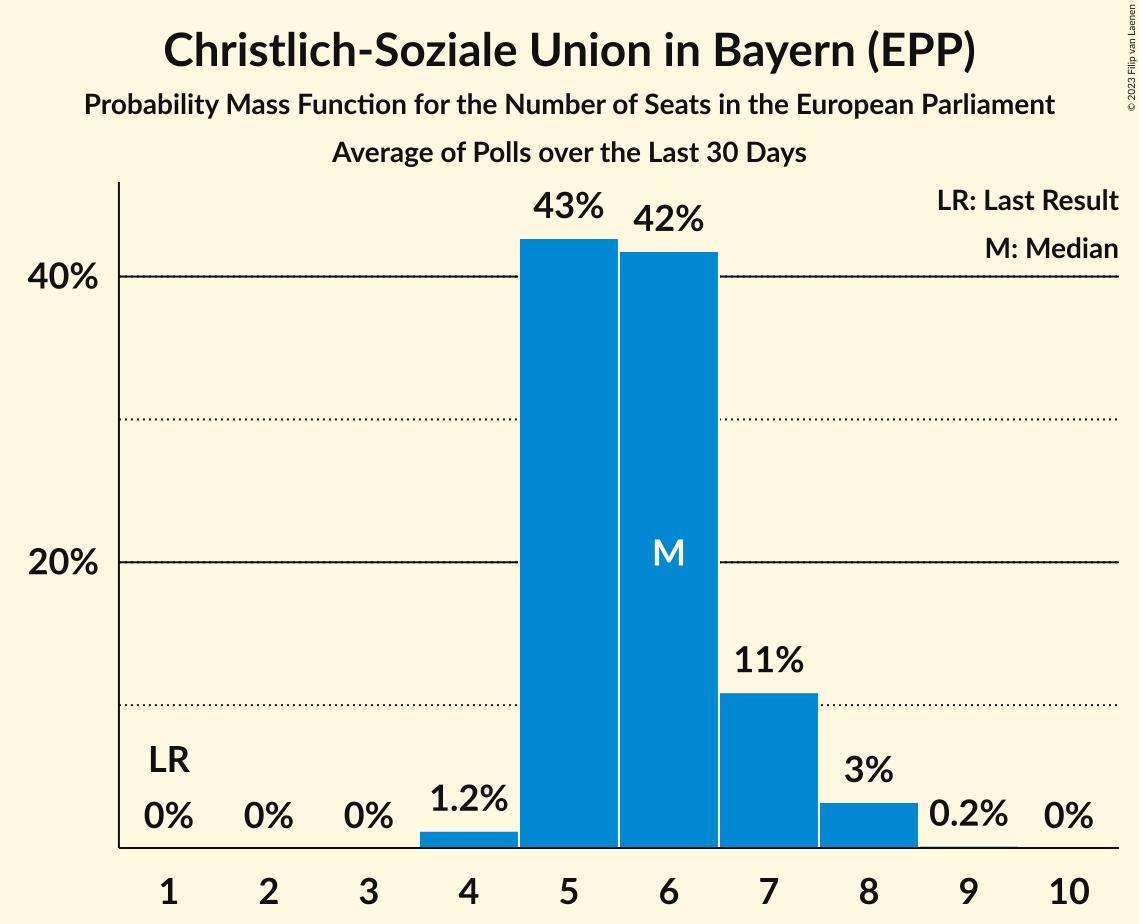 Christlich-Soziale Union in Bayern (EPP)
Probability Mass Function for the Number of Seats in the European Parliament
Average of Polls over the Last 30 Days
© 2023 Filip van Laenen
LR: Last Result
M: Median
43%
42%
40%
20%
M
11%
LR
3%
1.2%
0% 0% 0% 0.2% 0%
1 2 3 4 5 6 7 8 9 10